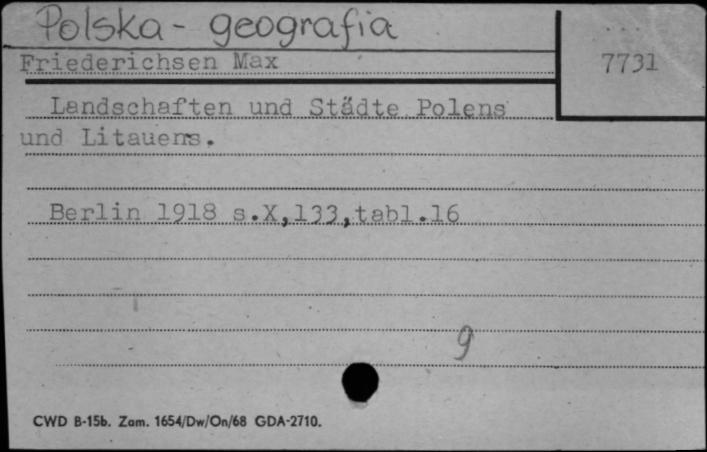 Polska - geografia
Friederichsen Max
7731
Landschaften und Städte Polens
und Litauens.
Berlin 1918 s.X,133,tabl.16
9
CWD B-15b. Zam. 1654/Dw/On/68 GDA-2710.